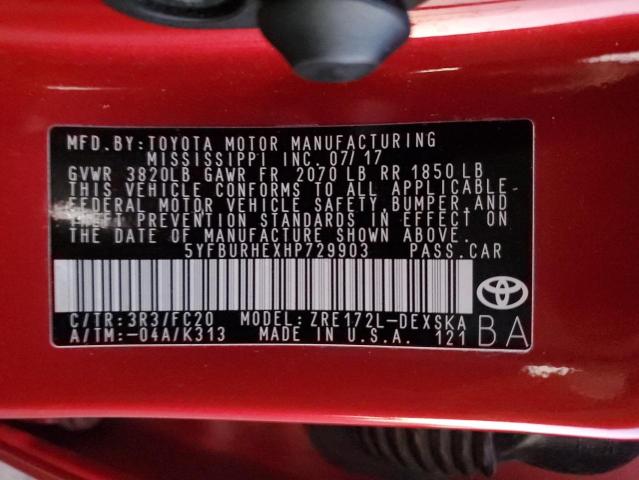 MFD.BY:TOYOTA MOTOR MANUFACTURING
MISSISSIPPI INC. 07/17
GVWR 3820LB GAWR FR 2070 LB RR 1850 LB
THIS VEHICLE CONFORMS TO ALL APPLICABLE-
FEDERAL MOTOR VEHICLE SAFETY, BUMPER AND
THEFT PREVENTION STANDARDS IN EFFECT ON
THE DATE OF MANUFACTURE SHOWN ABOVE.
5YFBURHEXHP729903 PASS.CAR
C/TR:3R3/FC20 MODEL: ZRE172L-DEXSKA
A/TM:-04A/K313 MADE IN U.S.A. 121
BA